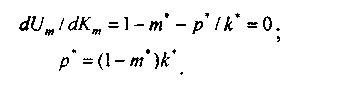 dU_m / dK_m = 1 − m* − p* / k* = 0 ;
p* = (1 − m*)k* .